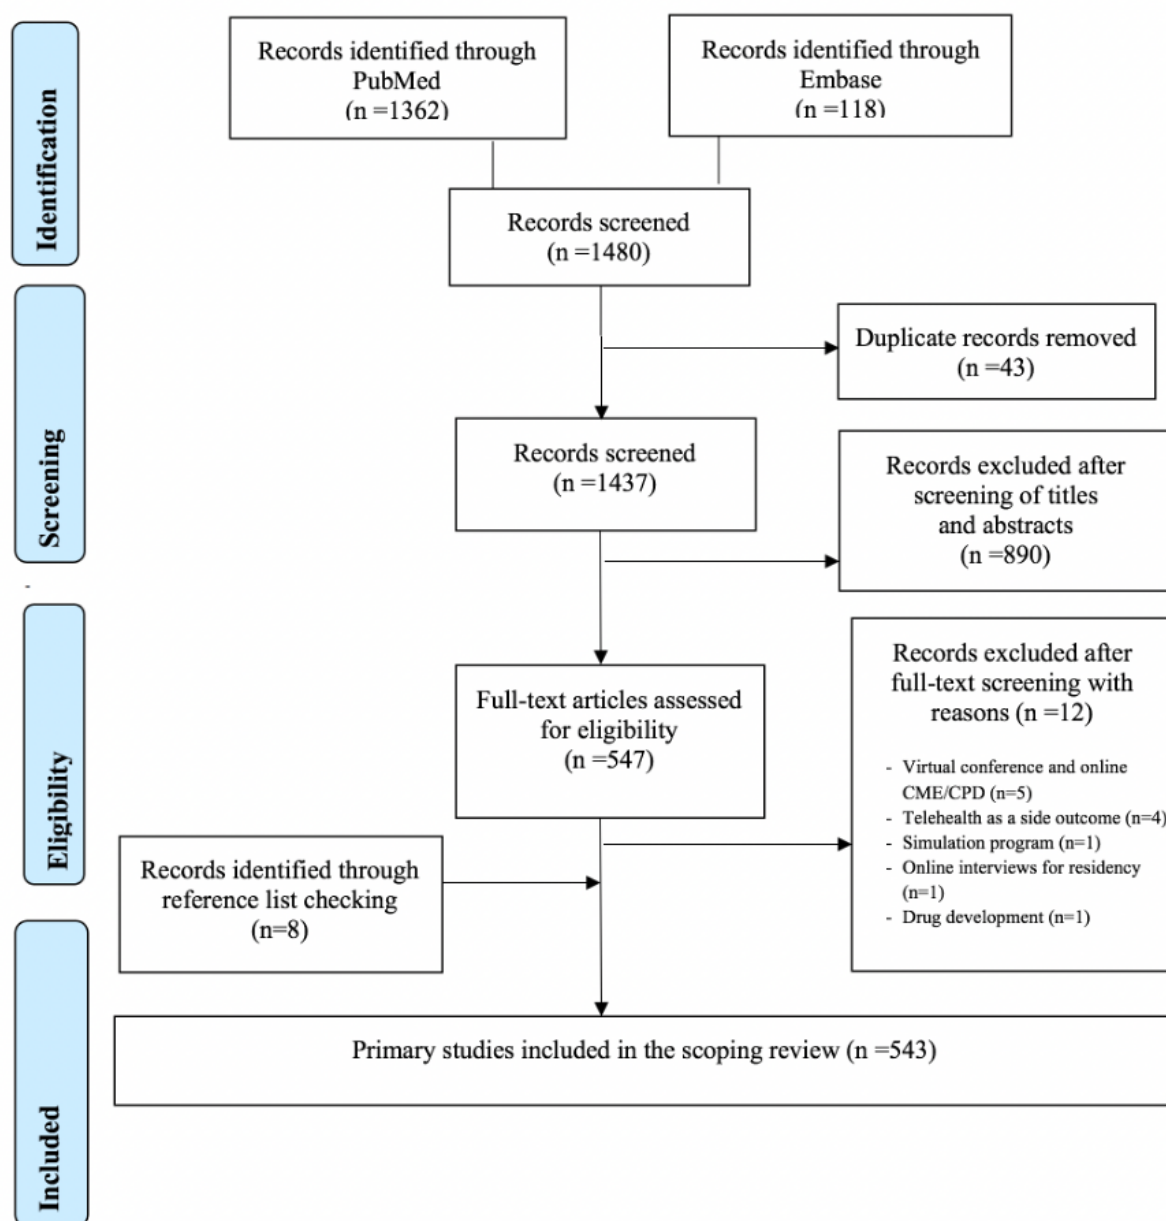 Identification
Records identified through
PubMed
(n =1362)
Records identified through
Embase
(n =118)
Records screened
(n =1480)
Screening
Duplicate records removed
(n =43)
Records screened
(n =1437)
Records excluded after
screening of titles
and abstracts
(n =890)
-
Eligibility
Full-text articles assessed
for eligibility
(n =547)
Records excluded after
full-text screening with
reasons (n =12)
- Virtual conference and online
CME/CPD (n=5)
- Telehealth as a side outcome (n=4)
- Simulation program (n=1)
- Online interviews for residency
(n=1)
- Drug development (n=1)
Records identified through
reference list checking
(n=8)
Included
Primary studies included in the scoping review (n =543)